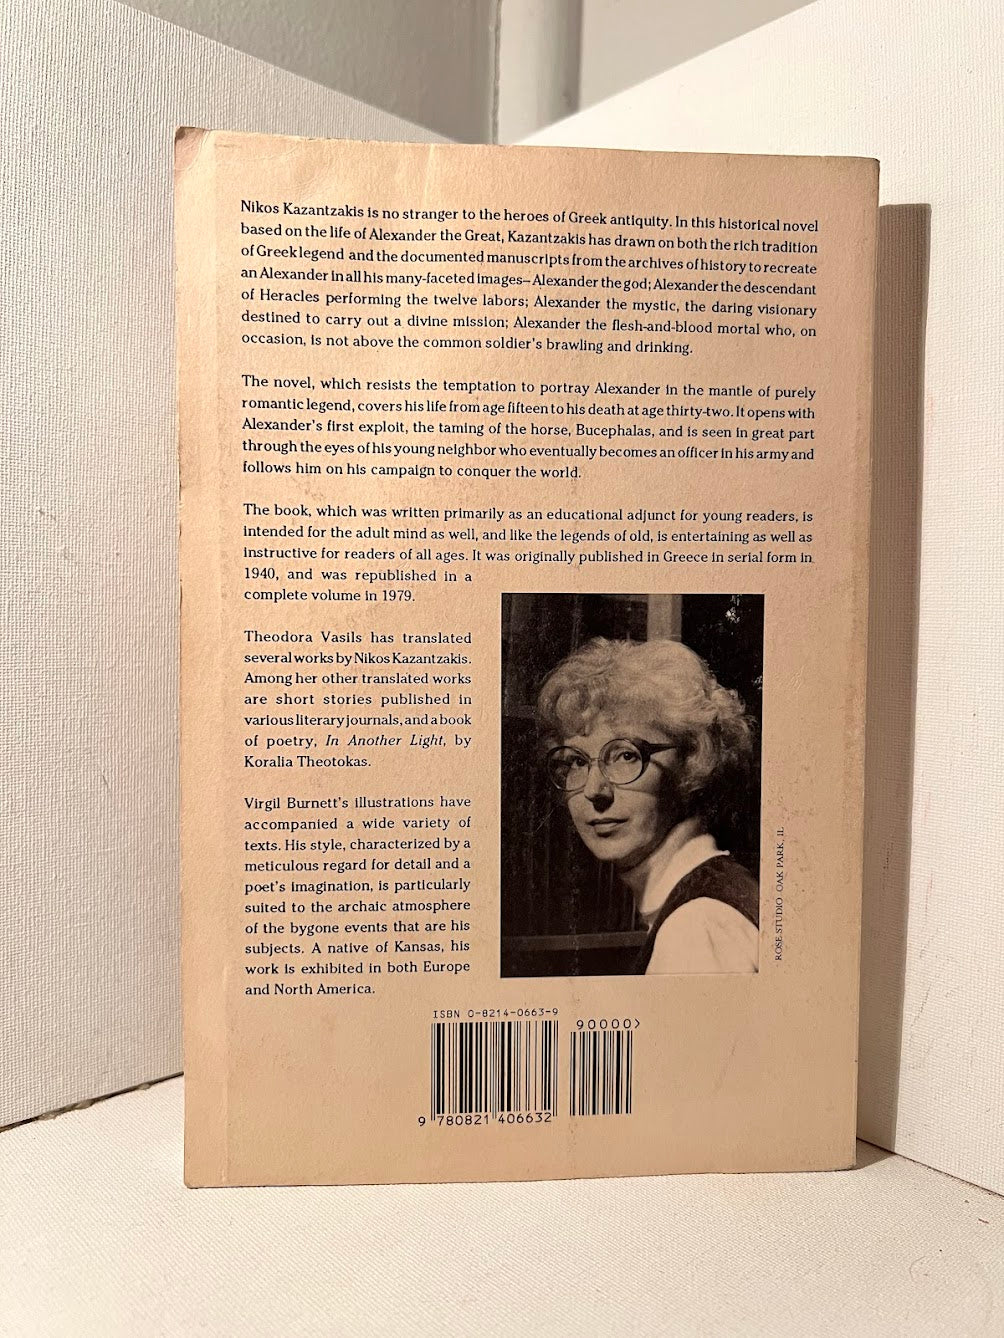 Nikos Kazantzakis is no stranger to the heroes of Greek antiquity. In this historical novel
based on the life of Alexander the Great, Kazantzakis has drawn on both the rich tradition
of Greek legend and the documented manuscripts from the archives of history to recreate
an Alexander in all his many-faceted images—Alexander the god; Alexander the descendant
of Heracles performing the twelve labors; Alexander the mystic, the daring visionary
destined to carry out a divine mission; Alexander the flesh-and-blood mortal who, on
occasion, is not above the common soldier's brawling and drinking.
The novel, which resists the temptation to portray Alexander in the mantle of purely
romantic legend, covers his life from age fifteen to his death at age thirty-two. It opens with
Alexander's first exploit, the taming of the horse, Bucephalas, and is seen in great part
through the eyes of his young neighbor who eventually becomes an officer in his army and
follows him on his campaign to conquer the world.
The book, which was written primarily as an educational adjunct for young readers, is
intended for the adult mind as well, and like the legends of old, is entertaining as well as
instructive for readers of all ages. It was originally published in Greece in serial form in
1940, and was republished in a
complete volume in 1979.
Theodora Vasils has translated
several works by Nikos Kazantzakis.
Among her other translated works
are short stories published in
various literary journals, and a book
of poetry, In Another Light, by
Koralia Theotokas.
Virgil Burnett's illustrations have
accompanied a wide variety of
texts. His style, characterized by a
meticulous regard for detail and a
poet's imagination, is particularly
suited to the archaic atmosphere
of the bygone events that are his
subjects. A native of Kansas, his
work is exhibited in both Europe
and North America.
ROSE STUDIO OAK PARK, IL
ISBN 0-8214-0663-9
90000>
9 780821 406632